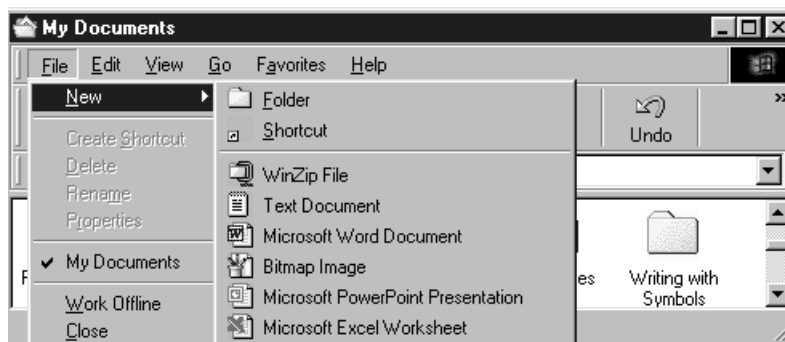 My Documents
File Edit View Go Favorites Help
New
Create Shortcut
Delete
Rename
Properties
My Documents
Work Offline
Close
Folder
Shortcut
WinZip File
Text Document
Microsoft Word Document
Bitmap Image
Microsoft PowerPoint Presentation
Microsoft Excel Worksheet
Undo
Writing with
Symbols